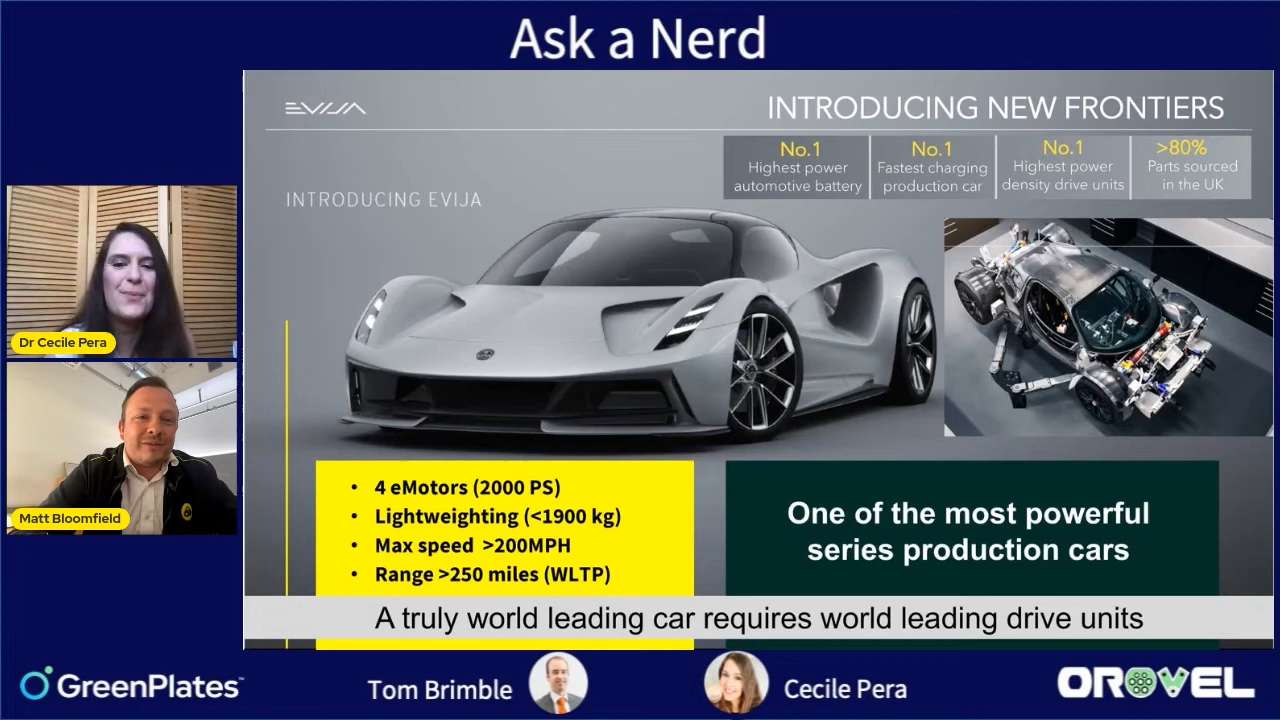 Ask a Nerd
EVIJA
INTRODUCING NEW FRONTIERS
No.1
Highest power
automotive battery
No.1
Fastest charging
production car
No.1
Highest power
density drive units
>80%
Parts sourced
in the UK
INTRODUCING EVIJA
Dr Cecile Pera
Matt Bloomfield
• 4 eMotors (2000 PS)
• Lightweighting (<1900 kg)
• Max speed >200MPH
• Range >250 miles (WLTP)
One of the most powerful
series production cars
A truly world leading car requires world leading drive units
GreenPlates™
Tom Brimble
Cecile Pera
OROVEL